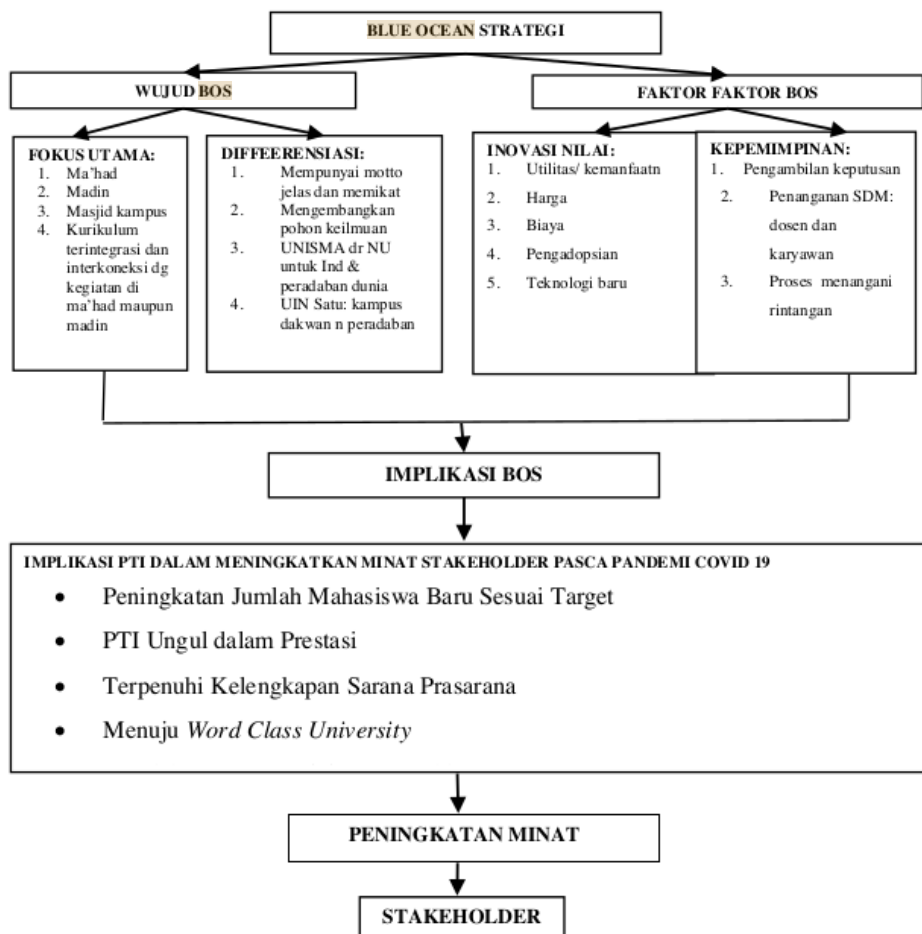 BLUE OCEAN STRATEGI
WUJUD BOS
FAKTOR FAKTOR BOS
FOKUS UTAMA:
1. Ma'had
2. Madin
3. Masjid kampus
4. Kurikulum
terintegrasi dan
interkoneksi dg
kegiatan di
ma'had maupun
madin
DIFFEERENSIASI:
1. Mempunyai motto
jelas dan memikat
2. Mengembangkan
pohon keilmuan
3. UNISMA dr NU
untuk Ind &
peradaban dunia
4. UIN Satu: kampus
dakwan n peradaban
INOVASI NILAI:
1. Utilitas/ kemanfaatn
2. Harga
3. Biaya
4. Pengadopsian
5. Teknologi baru
KEPEMIMPINAN:
1. Pengambilan keputusan
2. Penanganan SDM:
dosen dan
karyawan
3. Proses menangani
rintangan
IMPLIKASI BOS
IMPLIKASI PTI DALAM MENINGKATKAN MINAT STAKEHOLDER PASCA PANDEMI COVID 19
• Peningkatan Jumlah Mahasiswa Baru Sesuai Target
• PTI Ungul dalam Prestasi
• Terpenuhi Kelengkapan Sarana Prasarana
• Menuju Word Class University
PENINGKATAN MINAT
STAKEHOLDER